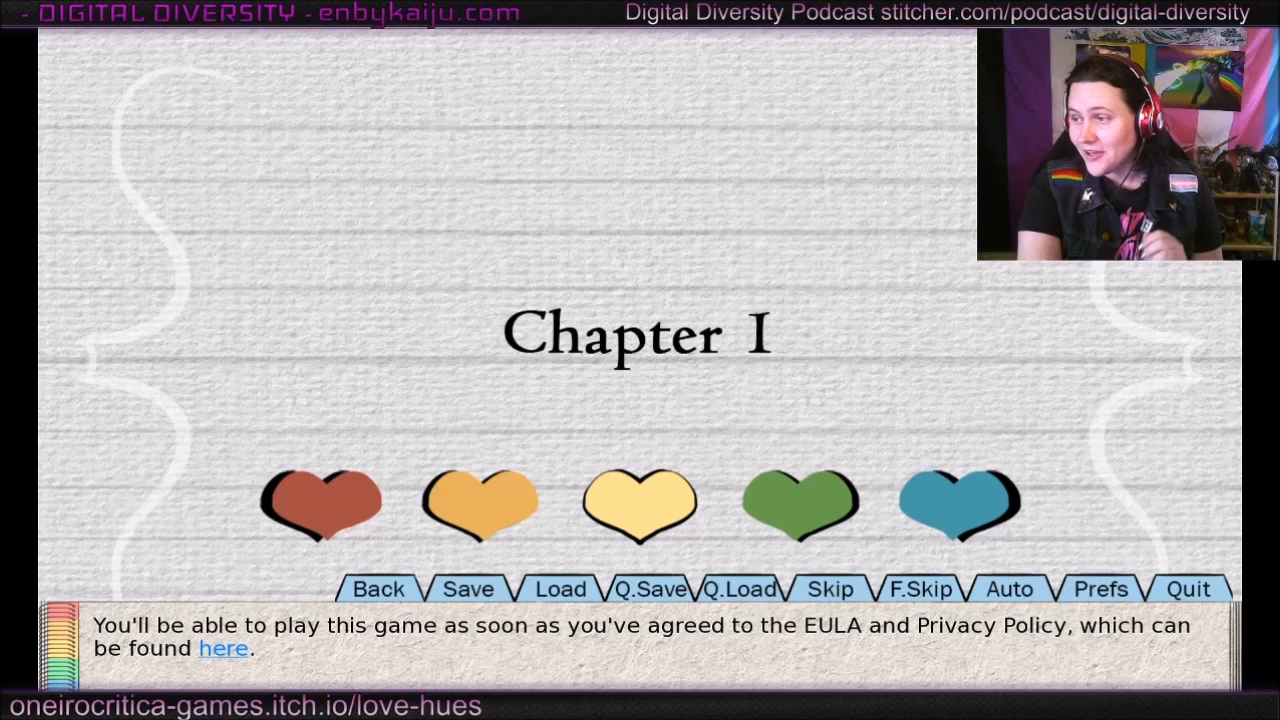 - DIGITAL DIVERSITY - enbykaiju.com
Digital Diversity Podcast stitcher.com/podcast/digital-diversity
Chapter I
Back Save Load Q.Save Q.Load Skip F.Skip Auto Prefs Quit
You'll be able to play this game as soon as you've agreed to the EULA and Privacy Policy, which can
be found here.
oneirocritica-games.itch.io/love-hues